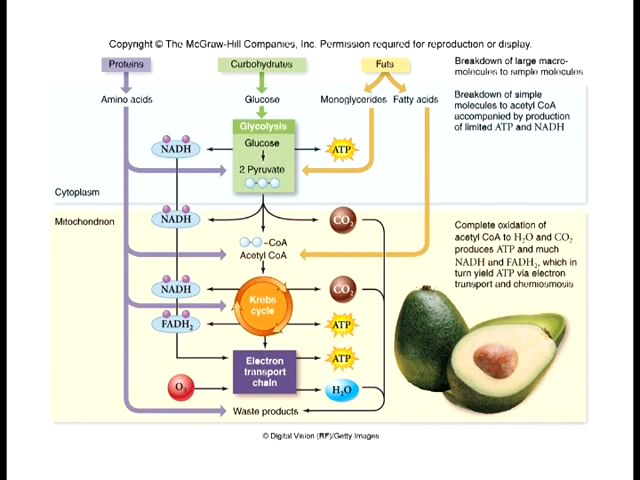 Copyright © The McGraw-Hill Companies, Inc. Permission required for reproduction or display.
Proteins
Carbohydrates
Fats
Breakdown of large macro-
molecules to simple molecules
Amino acids
Glucose
Monoglycerides
Fatty acids
Breakdown of simple
molecules to acetyl CoA
accompanied by production
of limited ATP and NADH
Glycolysis
Glucose
NADH
ATP
2 Pyruvate
Cytoplasm
Mitochondrion
NADH
CO₂
Complete oxidation of
acetyl CoA to H₂O and CO₂
produces ATP and much
NADH and FADH₂, which in
turn yield ATP via electron
transport and chemiosmosis
–CoA
Acetyl CoA
NADH
CO₂
Krebs
cycle
FADH₂
ATP
Electron
transport
chain
ATP
O₂
H₂O
Waste products
© Digital Vision (RF)/Getty Images